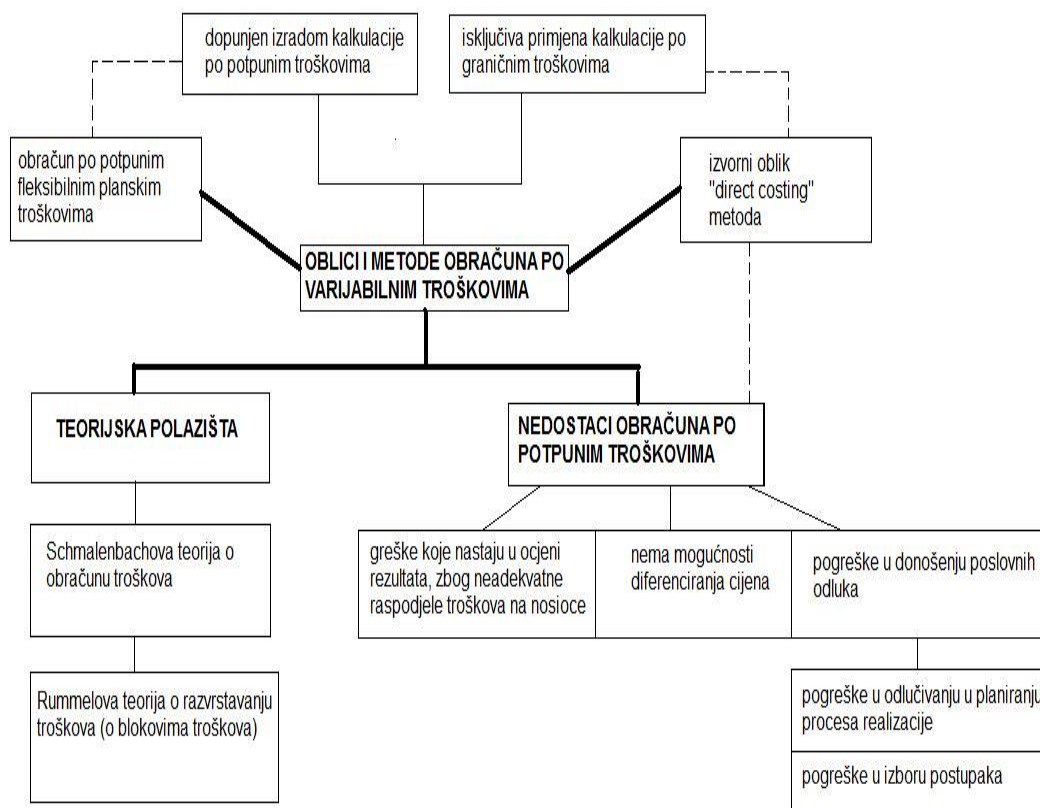 dopunjen izradom kalkulacije
po potpunim troškovima
isključiva primjena kalkulacije po
graničnim troškovima
obračun po potpunim
fleksibilnim planskim
troškovima
izvorni oblik
"direct costing"
metoda
OBLICI I METODE OBRAČUNA PO
VARIJABILNIM TROŠKOVIMA
TEORIJSKA POLAZIŠTA
NEDOSTACI OBRAČUNA PO
POTPUNIM TROŠKOVIMA
Schmalenbachova teorija o
obračunu troškova
greške koje nastaju u ocjeni
rezultata, zbog neadekvatne
raspodjele troškova na nosioce
nema mogućnosti
diferenciranja cijena
pogreške u donošenju poslovnih
odluka
Rummelova teorija o razvrstavanju
troškova (o blokovima troškova)
pogreške u odlučivanju u planiranju
procesa realizacije
pogreške u izboru postupaka